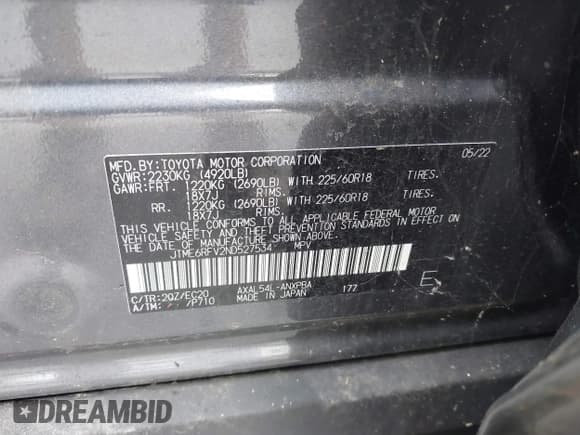 MFD. BY: TOYOTA MOTOR CORPORATION 05/22
GVWR: 2230KG (4920LB)
GAWR: FRT. 1220KG (2690LB) WITH 225/60R18 TIRES.
18X7J RIMS.
RR. 1220KG (2690LB) WITH 225/60R18 TIRES.
18X7J RIMS.
THIS VEHICLE CONFORMS TO ALL APPLICABLE FEDERAL MOTOR
VEHICLE SAFETY AND THEFT PREVENTION STANDARDS IN EFFECT ON
THE DATE OF MANUFACTURE SHOWN ABOVE.
JTME6RFV2ND527534 MPV
E
C/TR: 2QZ/EC20 AXAL54L-ANXPBA 177
A/TM: /P710 MADE IN JAPAN
DREAMBID